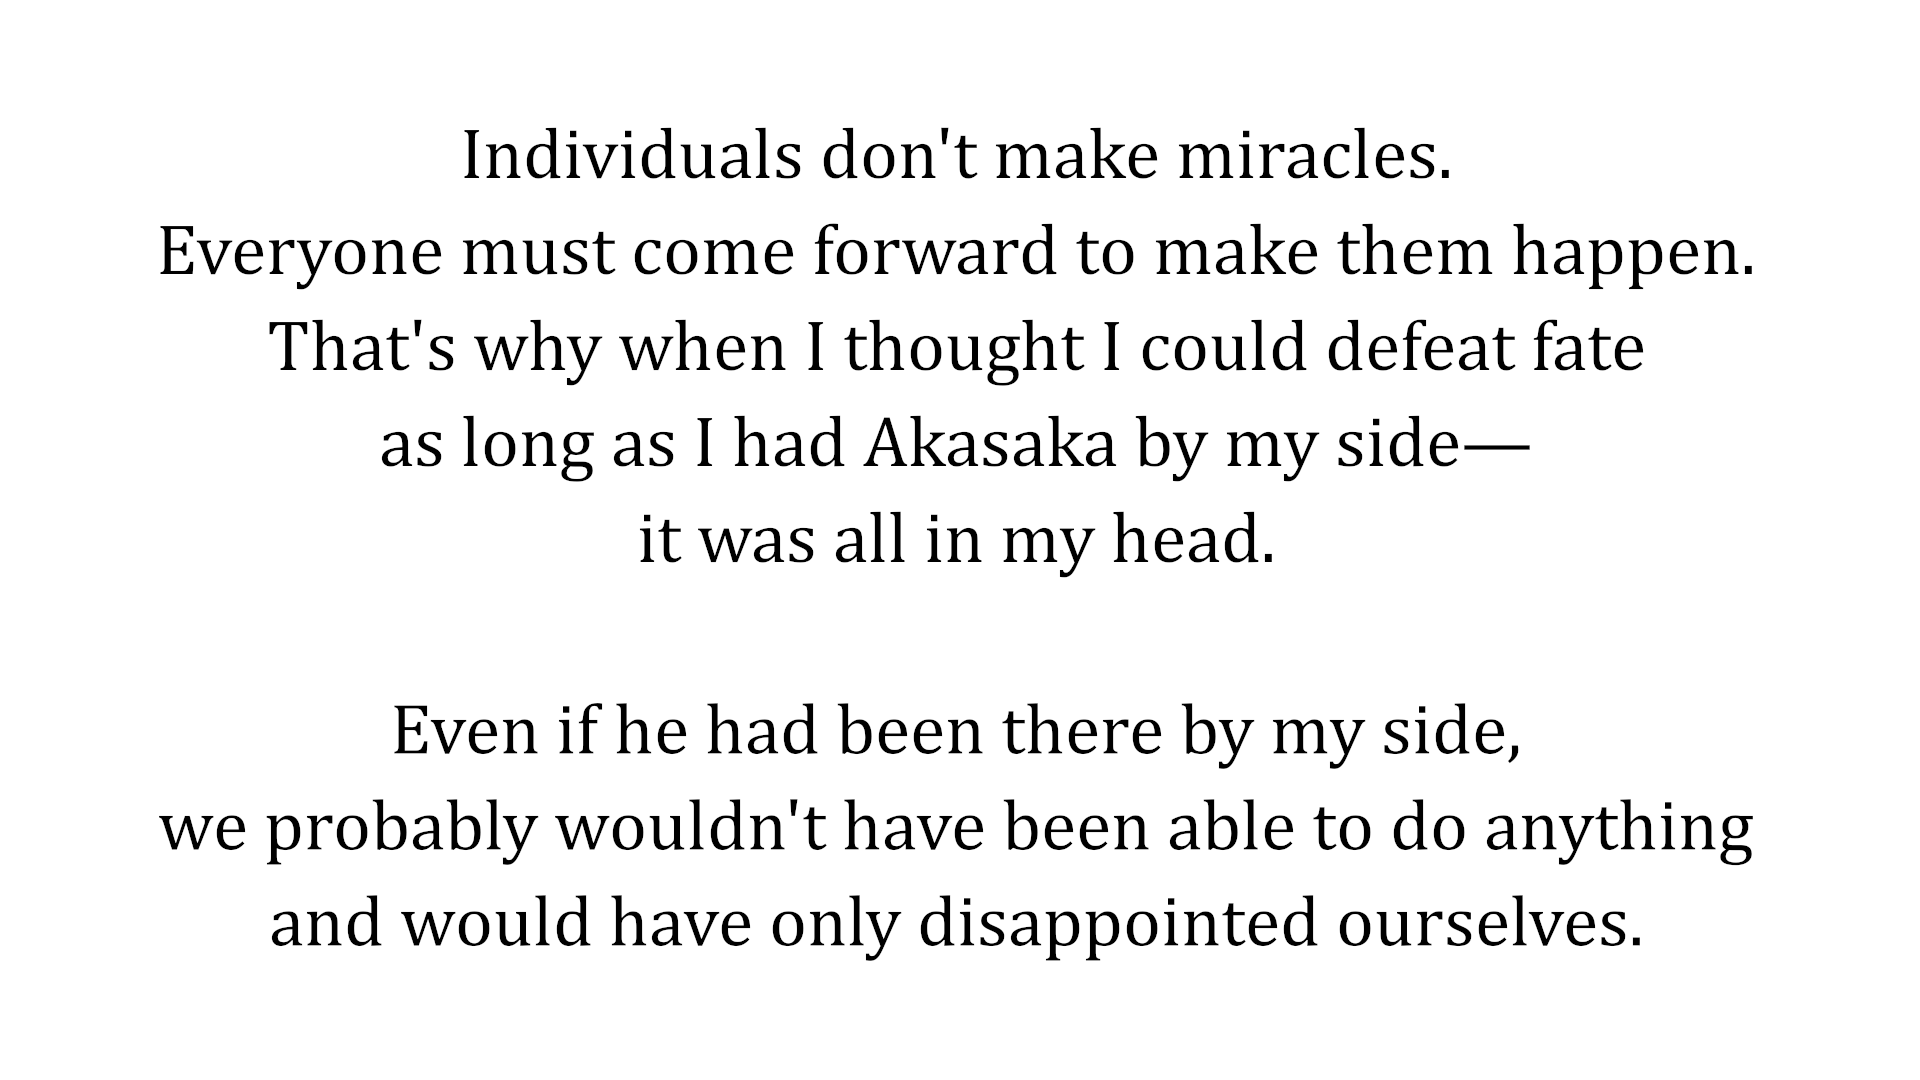 Individuals don't make miracles.
Everyone must come forward to make them happen.
That's why when I thought I could defeat fate
as long as I had Akasaka by my side—
it was all in my head.
Even if he had been there by my side,
we probably wouldn't have been able to do anything
and would have only disappointed ourselves.